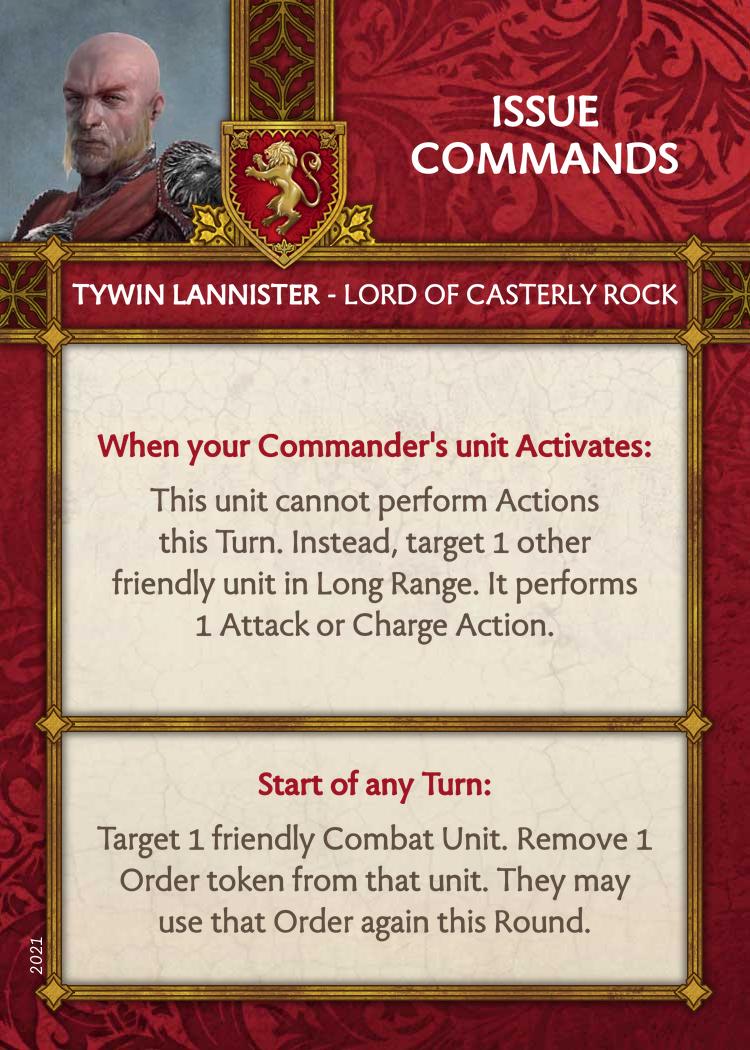 ISSUE
COMMANDS
TYWIN LANNISTER - LORD OF CASTERLY ROCK
When your Commander's unit Activates:
This unit cannot perform Actions
this Turn. Instead, target 1 other
friendly unit in Long Range. It performs
1 Attack or Charge Action.
Start of any Turn:
Target 1 friendly Combat Unit. Remove 1
Order token from that unit. They may
use that Order again this Round.
2021